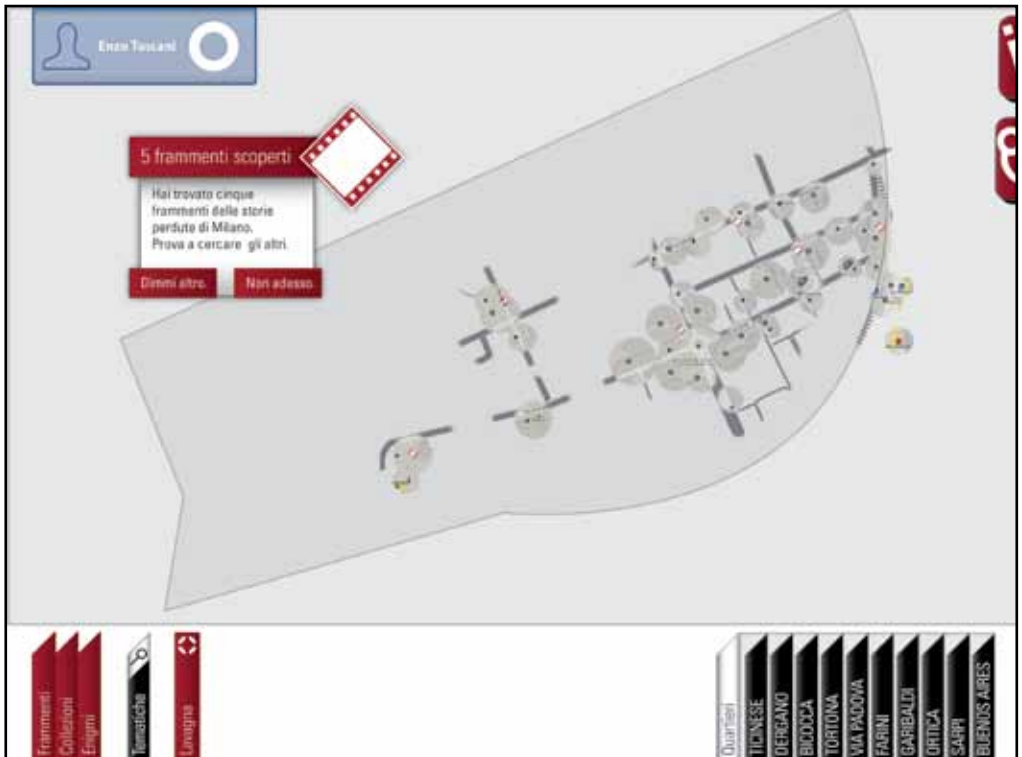 Enzo Tuscani
5 frammenti scoperti
Hai trovato cinque
frammenti delle storie
perdute di Milano.
Prova a cercare gli altri.
Dimmi altro.
Non adesso
Frammenti
Collezioni
Enigmi
Tematiche
Lavagna
Quartieri
TICINESE
DERGANO
BICOCCA
TORTONA
VIA PADOVA
FARINI
GARIBALDI
ORTICA
SARPI
BUENOS AIRES